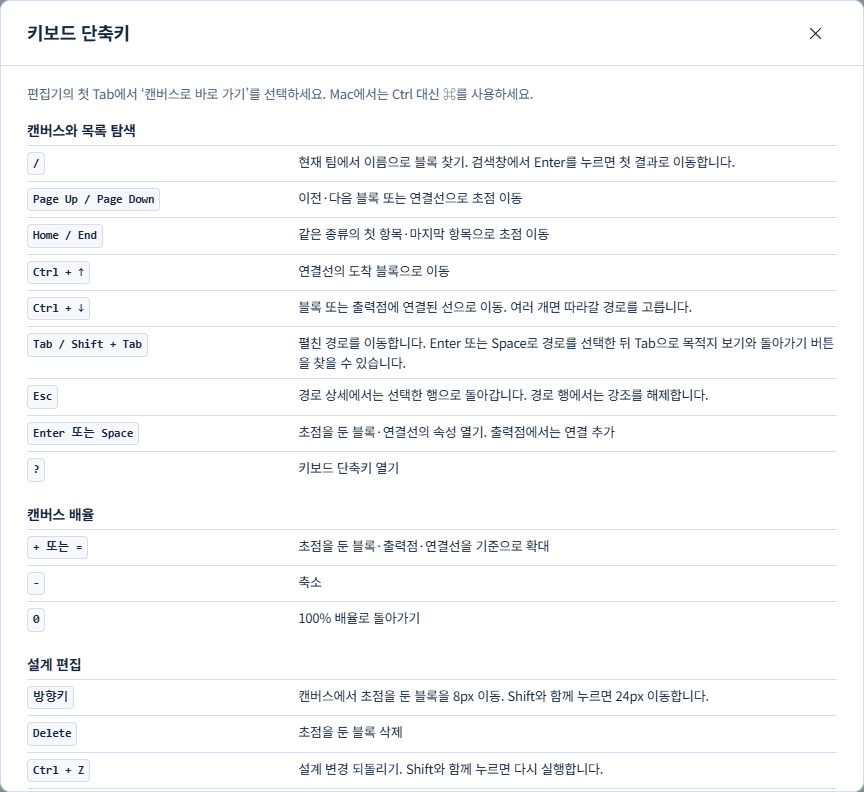 키보드 단축키
편집기의 첫 Tab에서 ‘캔버스로 바로 가기’를 선택하세요. Mac에서는 Ctrl 대신 ⌘를 사용하세요.
캔버스와 목록 탐색
/ 현재 팀에서 이름으로 블록 찾기. 검색창에서 Enter를 누르면 첫 결과로 이동합니다.
Page Up / Page Down 이전·다음 블록 또는 연결선으로 초점 이동
Home / End 같은 종류의 첫 항목·마지막 항목으로 초점 이동
Ctrl + ↑ 연결선의 도착 블록으로 이동
Ctrl + ↓ 블록 또는 출력점에 연결된 선으로 이동. 여러 개면 따라갈 경로를 고릅니다.
Tab / Shift + Tab 펼친 경로를 이동합니다. Enter 또는 Space로 경로를 선택한 뒤 Tab으로 목적지 보기와 돌아가기 버튼
을 찾을 수 있습니다.
Esc 경로 상세에서는 선택한 행으로 돌아갑니다. 경로 행에서는 강조를 해제합니다.
Enter 또는 Space 초점을 둔 블록·연결선의 속성 열기. 출력점에서는 연결 추가
? 키보드 단축키 열기
캔버스 배율
+ 또는 = 초점을 둔 블록·출력점·연결선을 기준으로 확대
- 축소
0 100% 배율로 돌아가기
설계 편집
방향키 캔버스에서 초점을 둔 블록을 8px 이동. Shift와 함께 누르면 24px 이동합니다.
Delete 초점을 둔 블록 삭제
Ctrl + Z 설계 변경 되돌리기. Shift와 함께 누르면 다시 실행합니다.